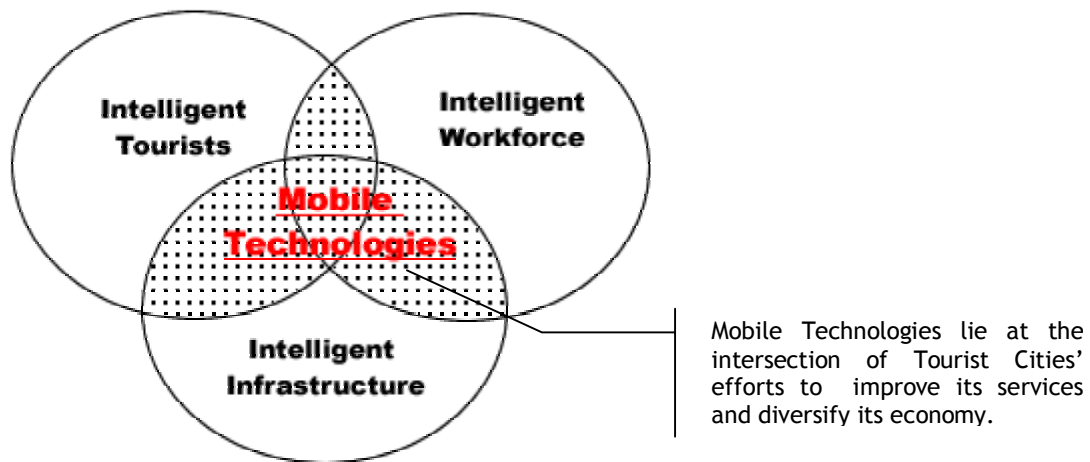 Intelligent
Tourists
Intelligent
Workforce
Mobile
Technologies
Intelligent
Infrastructure
Mobile Technologies lie at the
intersection of Tourist Cities’
efforts to improve its services
and diversify its economy.